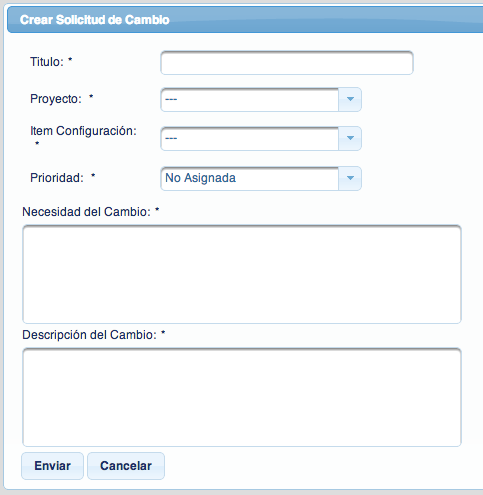 Crear Solicitud de Cambio
Titulo: *
Proyecto: * ---
Item Configuración:
* ---
Prioridad: * No Asignada
Necesidad del Cambio: *
Descripción del Cambio: *
Enviar Cancelar